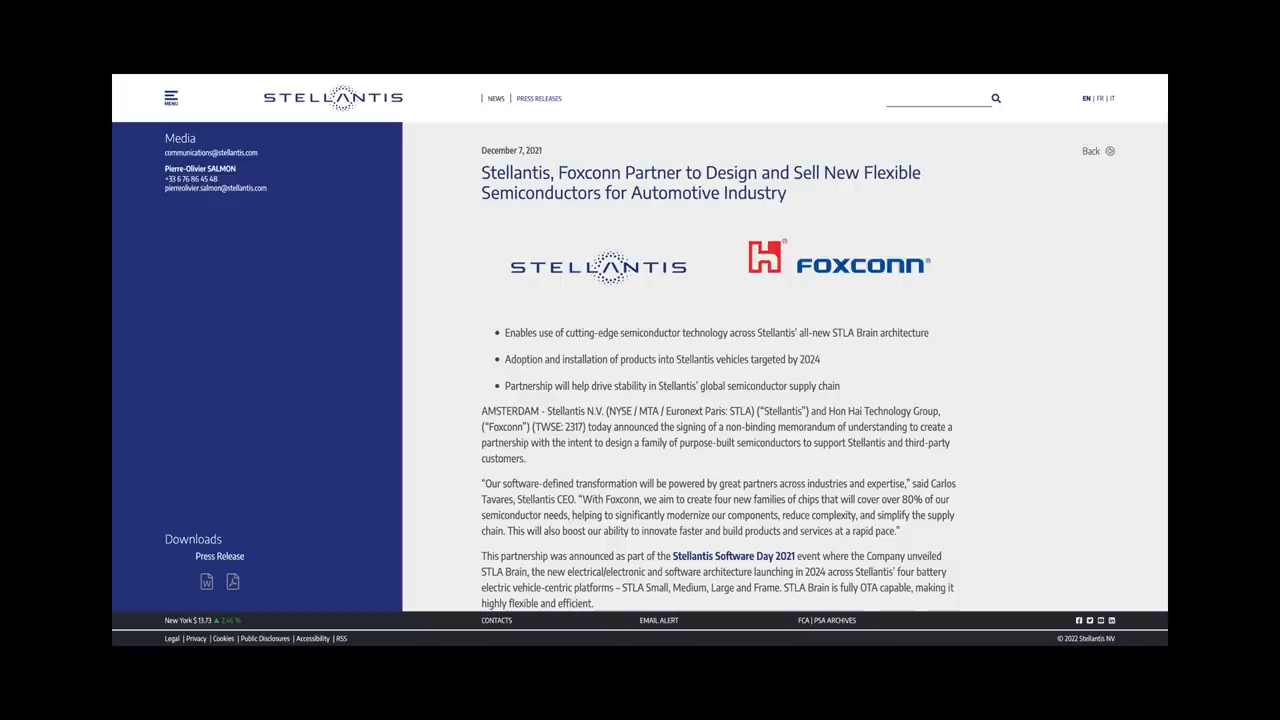 MENU
STELLANTIS
| NEWS | PRESS RELEASES
EN | FR | IT
Media
communications@stellantis.com
Pierre-Olivier SALMON
+33 6 76 86 45 48
pierreolivier.salmon@stellantis.com
December 7, 2021
Back
Stellantis, Foxconn Partner to Design and Sell New Flexible
Semiconductors for Automotive Industry
STELLANTIS
H® FOXCONN®
• Enables use of cutting-edge semiconductor technology across Stellantis' all-new STLA Brain architecture
• Adoption and installation of products into Stellantis vehicles targeted by 2024
• Partnership will help drive stability in Stellantis' global semiconductor supply chain
AMSTERDAM - Stellantis N.V. (NYSE / MTA / Euronext Paris: STLA) (“Stellantis”) and Hon Hai Technology Group,
(“Foxconn”) (TWSE: 2317) today announced the signing of a non-binding memorandum of understanding to create a
partnership with the intent to design a family of purpose-built semiconductors to support Stellantis and third-party
customers.
“Our software-defined transformation will be powered by great partners across industries and expertise,” said Carlos
Tavares, Stellantis CEO. “With Foxconn, we aim to create four new families of chips that will cover over 80% of our
semiconductor needs, helping to significantly modernize our components, reduce complexity, and simplify the supply
chain. This will also boost our ability to innovate faster and build products and services at a rapid pace.”
This partnership was announced as part of the Stellantis Software Day 2021 event where the Company unveiled
STLA Brain, the new electrical/electronic and software architecture launching in 2024 across Stellantis' four battery
electric vehicle-centric platforms – STLA Small, Medium, Large and Frame. STLA Brain is fully OTA capable, making it
highly flexible and efficient.
Downloads
Press Release
W
New York $ 13.73 ▲ 2.46 %
CONTACTS
EMAIL ALERT
FCA | PSA ARCHIVES
Legal | Privacy | Cookies | Public Disclosures | Accessibility | RSS
© 2022 Stellantis NV